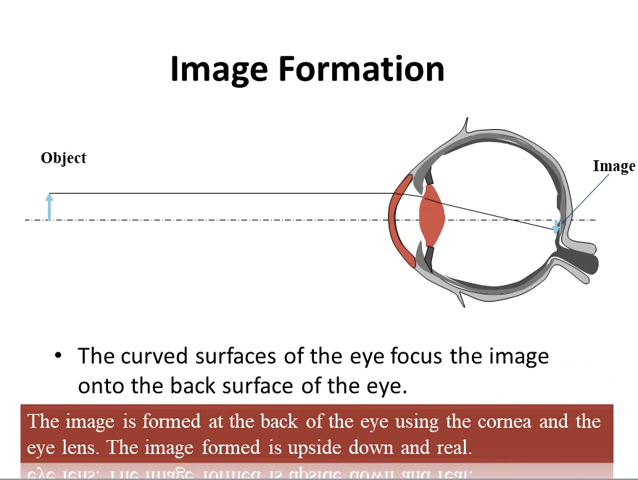 Image Formation
Object
Image
• The curved surfaces of the eye focus the image
onto the back surface of the eye.
The image is formed at the back of the eye using the cornea and the
eye lens. The image formed is upside down and real.